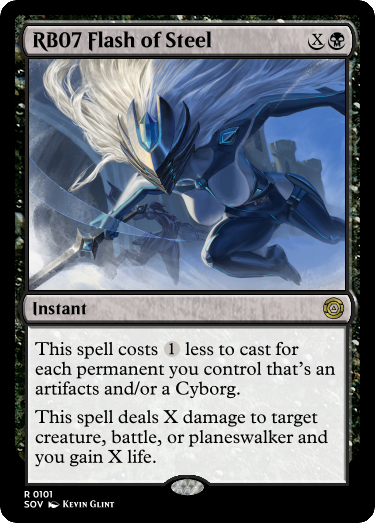 RB07 Flash of Steel X
Instant
This spell costs 1 less to cast for
each permanent you control that's an
artifacts and/or a Cyborg.
This spell deals X damage to target
creature, battle, or planeswalker and
you gain X life.
R 0101
SOV Kevin Glint